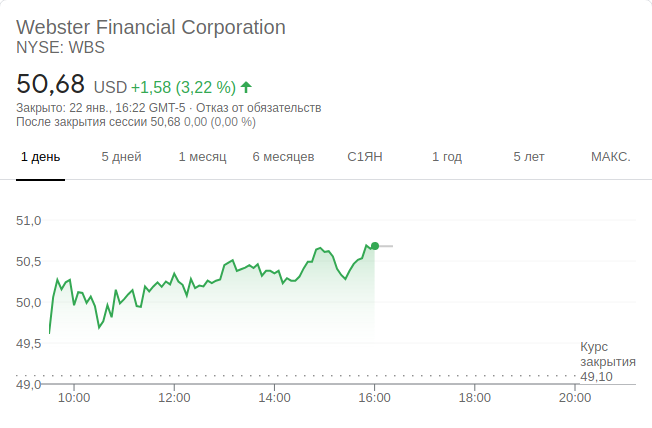 Webster Financial Corporation
NYSE: WBS
50,68 USD +1,58 (3,22 %)
Закрыто: 22 янв., 16:22 GMT-5 · Отказ от обязательств
После закрытия сессии 50,68 0,00 (0,00 %)
1 день 5 дней 1 месяц 6 месяцев С1ЯН 1 год 5 лет МАКС.
51,0
50,5
50,0
49,5
Курс
закрытия
49,10
49,0
10:00 12:00 14:00 16:00 18:00 20:00